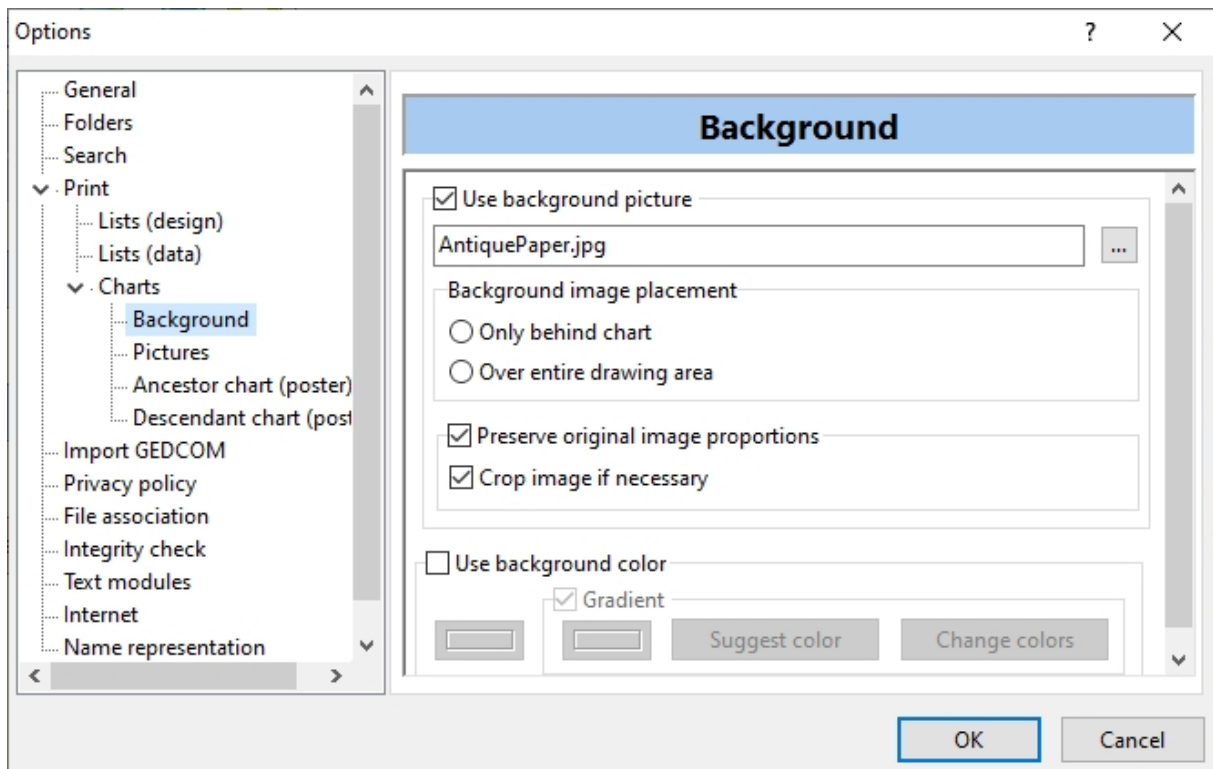 Options
?
General
Folders
Search
Print
Lists (design)
Lists (data)
Charts
Background
Pictures
Ancestor chart (poster)
Descendant chart (post
Import GEDCOM
Privacy policy
File association
Integrity check
Text modules
Internet
Name representation
Background
Use background picture
AntiquePaper.jpg
...
Background image placement
Only behind chart
Over entire drawing area
Preserve original image proportions
Crop image if necessary
Use background color
Gradient
Suggest color Change colors
OK Cancel